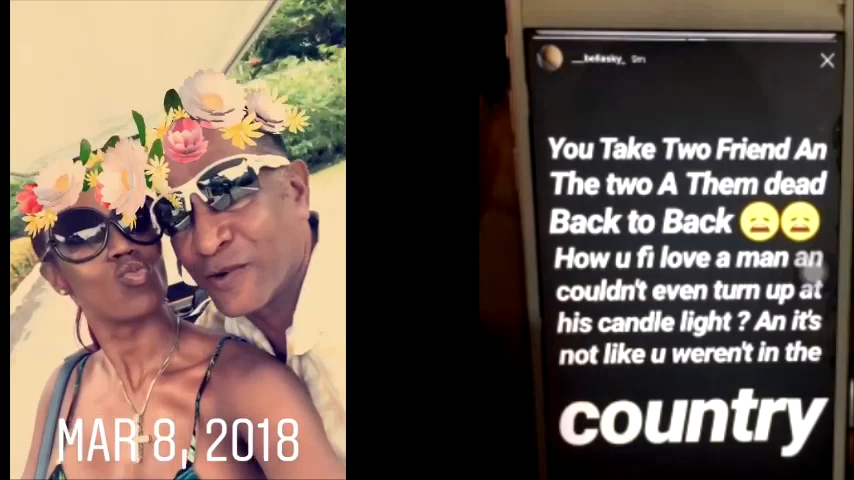 MAR 8, 2018
__bellasky_ 9m
You Take Two Friend An
The two A Them dead
Back to Back 😩😩
How u fi love a man an
couldn't even turn up at
his candle light ? An it's
not like u weren't in the
country